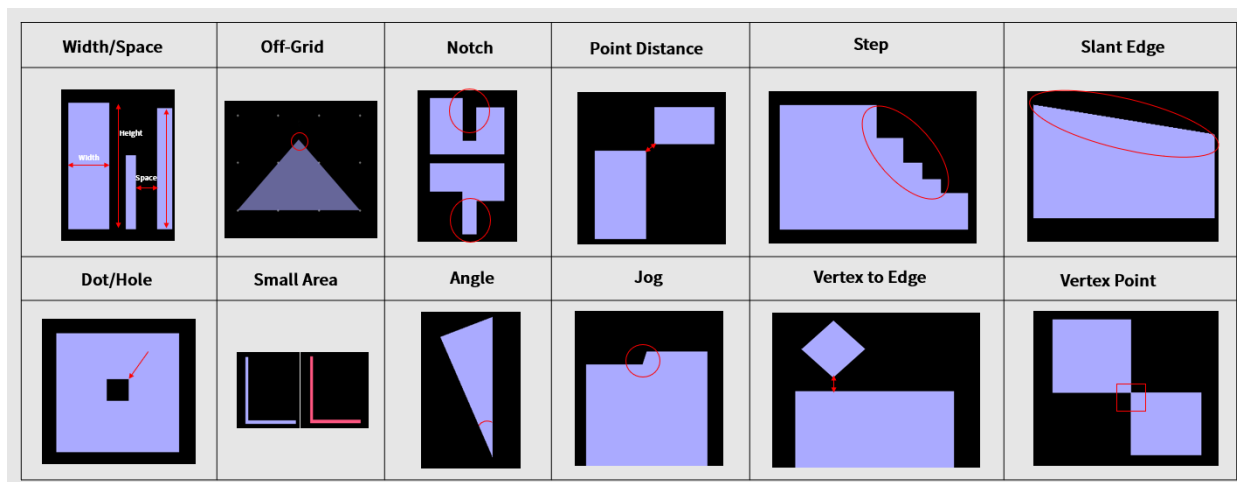 Width/Space
Off-Grid
Notch
Point Distance
Step
Slant Edge
Height
Width
Space
Dot/Hole
Small Area
Angle
Jog
Vertex to Edge
Vertex Point